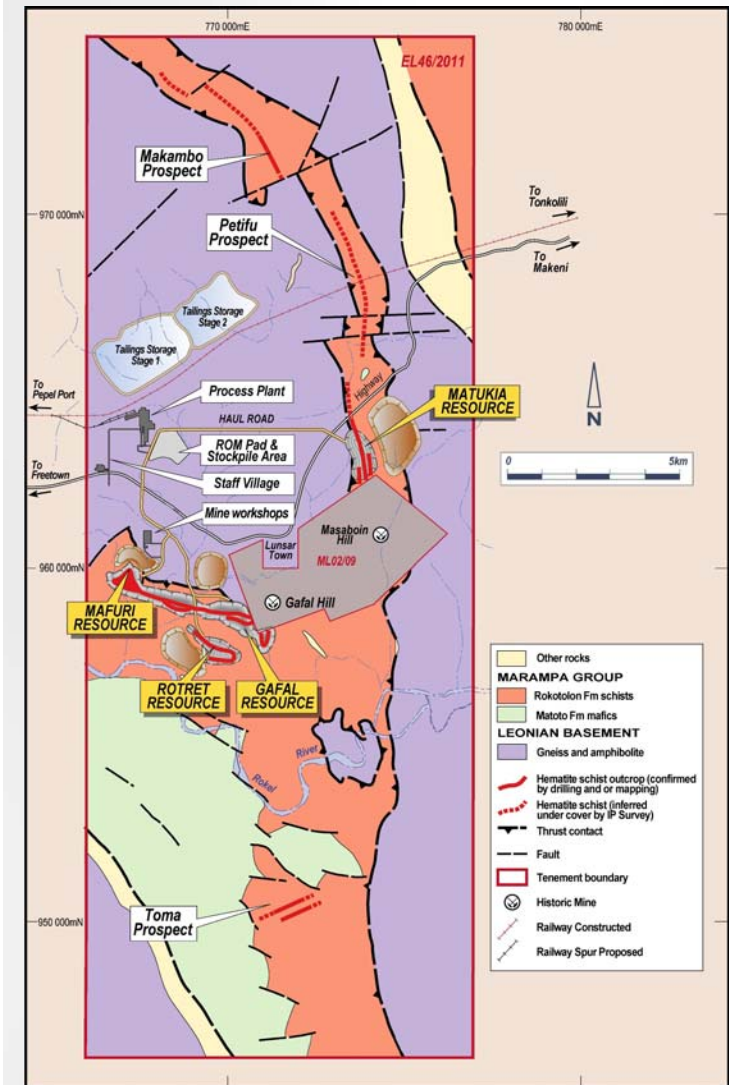 770 000mE
780 000mE
EL46/2011
Makambo
Prospect
970 000mN
To
Tonkolili
Petifu
Prospect
To
Makeni
Tailings Storage
Stage 2
Tailings Storage
Stage 1
To
Pepel Port
Process Plant
Highway
MATUKIA
RESOURCE
HAUL ROAD
ROM Pad &
Stockpile Area
N
To
Freetown
Staff Village
0
5km
Mine workshops
Masaboin
Hill
Lunsar
Town
ML02/09
960 000mN
Gafal Hill
MAFURI
RESOURCE
ROTRET
RESOURCE
GAFAL
RESOURCE
River
Rokel
950 000mN
Toma
Prospect
Other rocks
MARAMPA GROUP
Rokotolon Fm schists
Matoto Fm mafics
LEONIAN BASEMENT
Gneiss and amphibolite
Hematite schist outcrop (confirmed
by drilling and or mapping)
Hematite schist (inferred
under cover by IP Survey)
Thrust contact
Fault
Tenement boundary
Historic Mine
Railway Constructed
Railway Spur Proposed